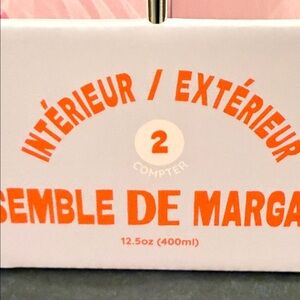 INTÉRIEUR / EXTÉRIEUR
2
COMPTER
SEMBLE DE MARGA
12.5oz (400ml)